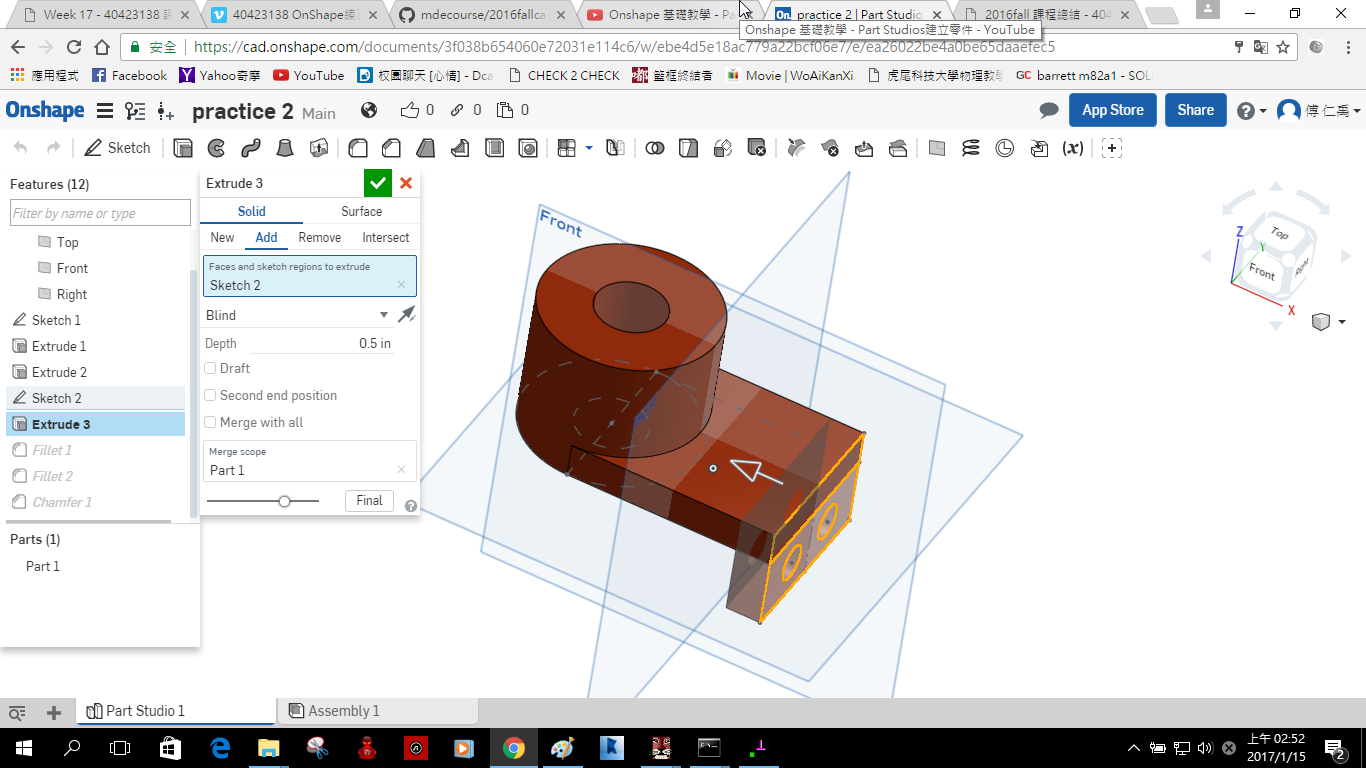 Week 17 - 40423138 課
40423138 OnShape練
mdecourse/2016fallca
Onshape 基礎教學 - Pa
practice 2 | Part Studio
2016fall 課程總結 - 404
Onshape 基礎教學 - Part Studios建立零件 - YouTube
安全 https://cad.onshape.com/documents/3f038b654060e72031e114c6/w/ebe4d5e18ac779a22bcf06e7/e/ea26022be4a0be65daaefec5
應用程式 Facebook Yahoo奇摩 YouTube 校園聊天 [心情] - Dca CHECK 2 CHECK 籃框終結者 Movie | WoAiKanXi 虎尾科技大學物理教學 GC barrett m82a1 - SOLI
Onshape practice 2 Main 0 0 0 App Store Share 傅 仁禹
Sketch (x)
Features (12)
Filter by name or type
Top
Front
Right
Sketch 1
Extrude 1
Extrude 2
Sketch 2
Extrude 3
Fillet 1
Fillet 2
Chamfer 1
Parts (1)
Part 1
Extrude 3
Solid Surface
New Add Remove Intersect
Faces and sketch regions to extrude
Sketch 2
Blind
Depth 0.5 in
Draft
Second end position
Merge with all
Merge scope
Part 1
Final
Front
Z
Top
Front
Right
X
Part Studio 1
Assembly 1
上午 02:52
2017/1/15
2